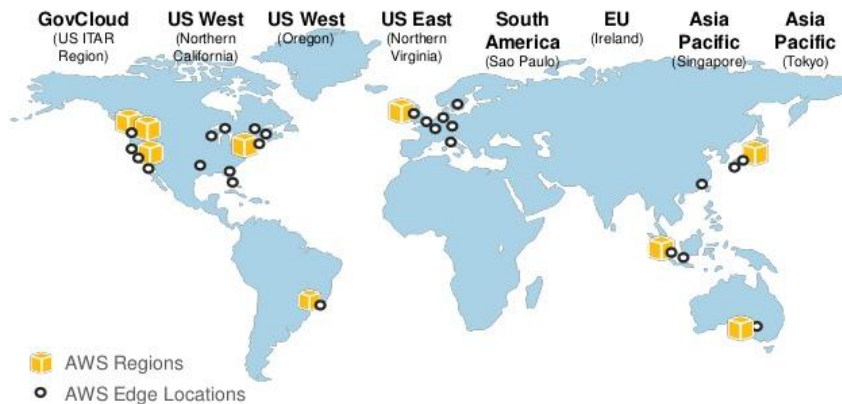 GovCloud
(US ITAR
Region)
US West
(Northern
California)
US West
(Oregon)
US East
(Northern
Virginia)
South
America
(Sao Paulo)
EU
(Ireland)
Asia
Pacific
(Singapore)
Asia
Pacific
(Tokyo)
AWS Regions
AWS Edge Locations